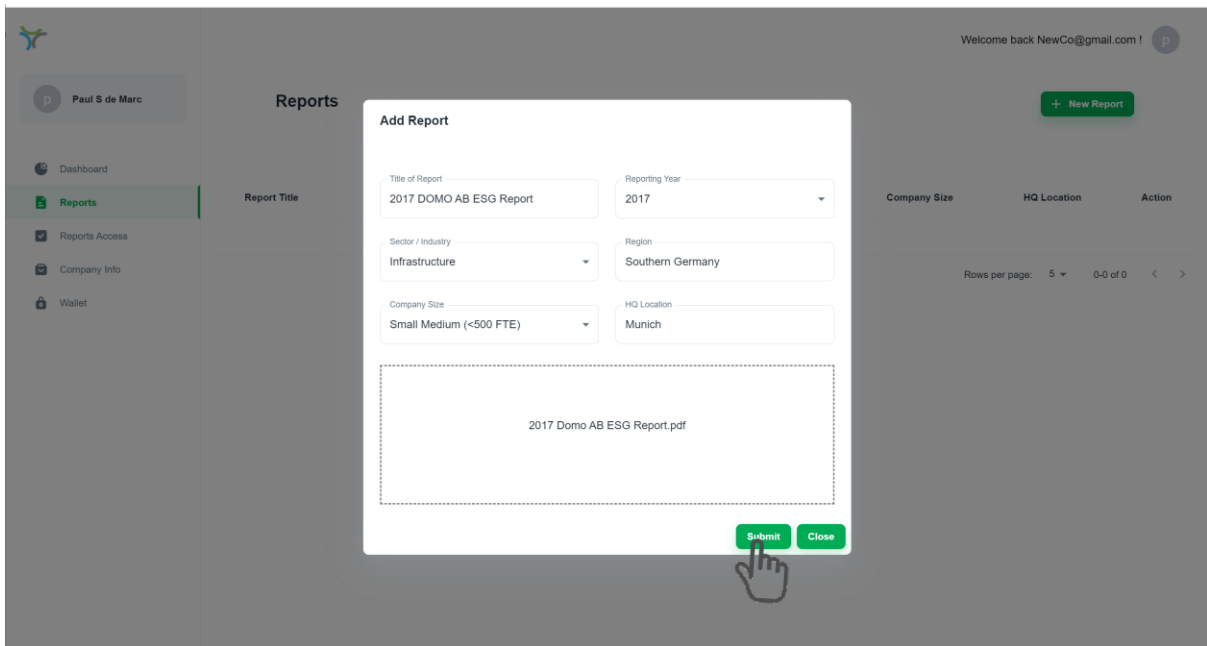 Welcome back NewCo@gmail.com !
p
p
Paul S de Marc
Reports
+ New Report
Add Report
Dashboard
Reports
Reports Access
Company Info
Wallet
Report Title
Company Size
HQ Location
Action
Title of Report
2017 DOMO AB ESG Report
Reporting Year
2017
Sector / Industry
Infrastructure
Region
Southern Germany
Company Size
Small Medium (<500 FTE)
HQ Location
Munich
Rows per page: 5
0-0 of 0
< >
2017 Domo AB ESG Report.pdf
Submit
Close